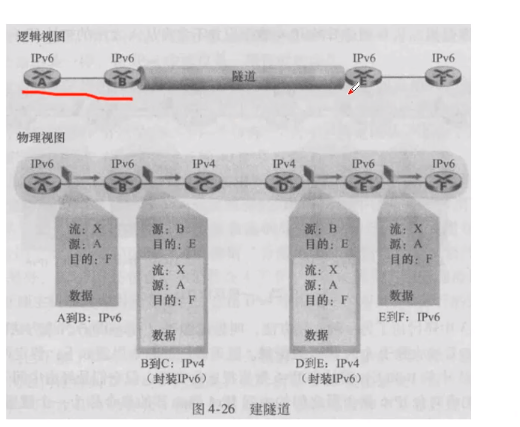 逻辑视图
IPv6 IPv6 IPv6 IPv6
A B 隧道 E F
物理视图
IPv6 IPv6 IPv4 IPv4 IPv6 IPv6
A B C D E F
流：X 源：B 源：B 流：X
源：A 目的：E 目的：E 源：A
目的：F 目的：F
流：X 流：X
源：A 源：A
数据 目的：F 目的：F 数据
A到B：IPv6 E到F：IPv6
数据 数据
B到C：IPv4 D到E：IPv4
（封装IPv6） （封装IPv6）
图 4-26 建隧道